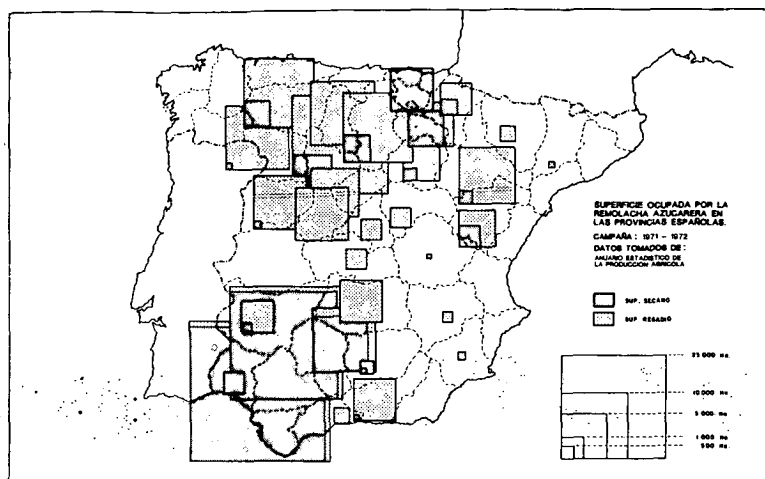 SUPERFICIE OCUPADA POR LA
REMOLACHA AZUCARERA EN
LAS PROVINCIAS ESPAÑOLAS.
CAMPAÑA : 1971 - 1972
DATOS TOMADOS DE :
ANUARIO ESTADISTICO DE
LA PRODUCCION AGRICOLA
SUP. SECANO
SUP. REGADIO
25 000 Ha.
10.000 Ha.
5 000 Ha.
1 000 Ha.
500 Ha.